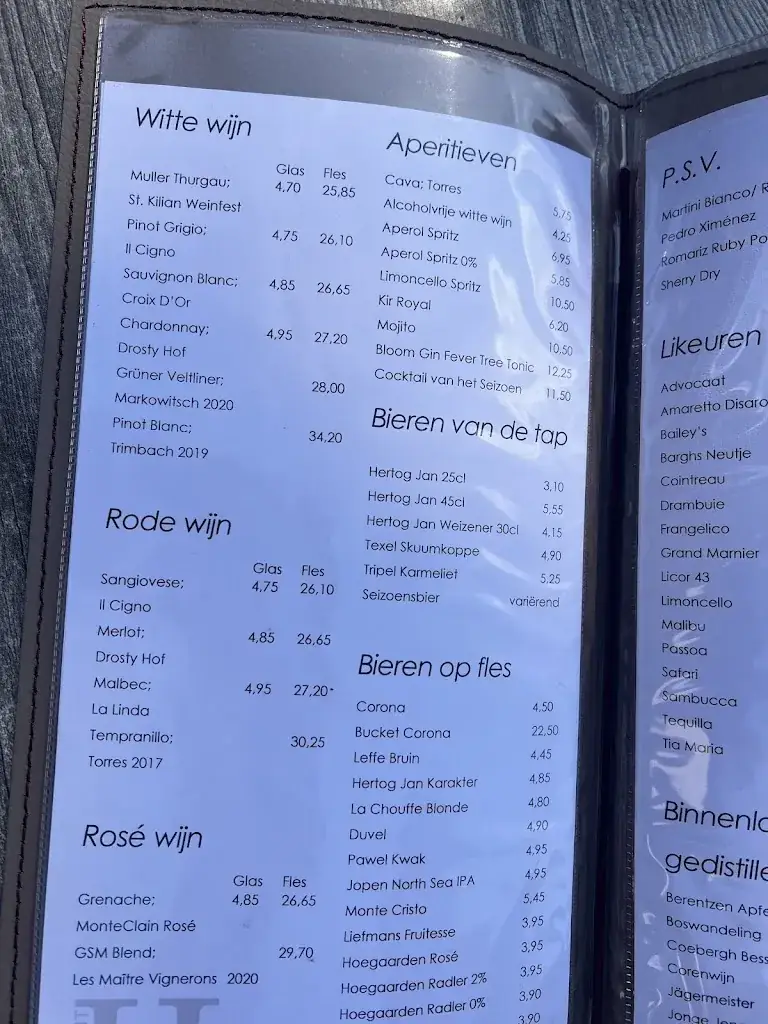 Witte wijn
Glas Fles
Muller Thurgau; 4,70 25,85
St. Kilian Weinfest
Pinot Grigio; 4,75 26,10
Il Cigno
Sauvignon Blanc; 4,85 26,65
Croix D'Or
Chardonnay; 4,95 27,20
Drosty Hof
Grüner Veltliner; 28,00
Markowitsch 2020
Pinot Blanc; 34,20
Trimbach 2019
Rode wijn
Glas Fles
Sangiovese; 4,75 26,10
Il Cigno
Merlot; 4,85 26,65
Drosty Hof
Malbec; 4,95 27,20
La Linda
Tempranillo; 30,25
Torres 2017
Rosé wijn
Glas Fles
Grenache; 4,85 26,65
MonteClain Rosé
GSM Blend; 29,70
Les Maître Vignerons 2020
Aperitieven
Cava; Torres 5,75
Alcoholvrije witte wijn 4,25
Aperol Spritz 6,95
Aperol Spritz 0% 5,85
Limoncello Spritz 10,50
Kir Royal 6,20
Mojito 10,50
Bloom Gin Fever Tree Tonic 12,25
Cocktail van het Seizoen 11,50
Bieren van de tap
Hertog Jan 25cl 3,10
Hertog Jan 45cl 5,55
Hertog Jan Weizener 30cl 4,15
Texel Skuumkoppe 4,90
Tripel Karmeliet 5,25
Seizoensbier variërend
Bieren op fles
Corona 4,50
Bucket Corona 22,50
Leffe Bruin 4,45
Hertog Jan Karakter 4,85
La Chouffe Blonde 4,80
Duvel 4,90
Pawel Kwak 4,95
Jopen North Sea IPA 4,95
Monte Cristo 5,45
Liefmans Fruitesse 3,95
Hoegaarden Rosé 3,95
Hoegaarden Radler 2% 3,95
Hoegaarden Radler 0% 3,90
3,90
P.S.V.
Martini Bianco/ R
Pedro Ximénez
Romariz Ruby Po
Sherry Dry
Likeuren
Advocaat
Amaretto Disaro
Bailey's
Barghs Neutje
Cointreau
Drambuie
Frangelico
Grand Marnier
Licor 43
Limoncello
Malibu
Passoa
Safari
Sambucca
Tequilla
Tia Maria
Binnenla
gedistille
Berentzen Apfe
Boswandeling
Coebergh Bess
Corenwijn
Jägermeister